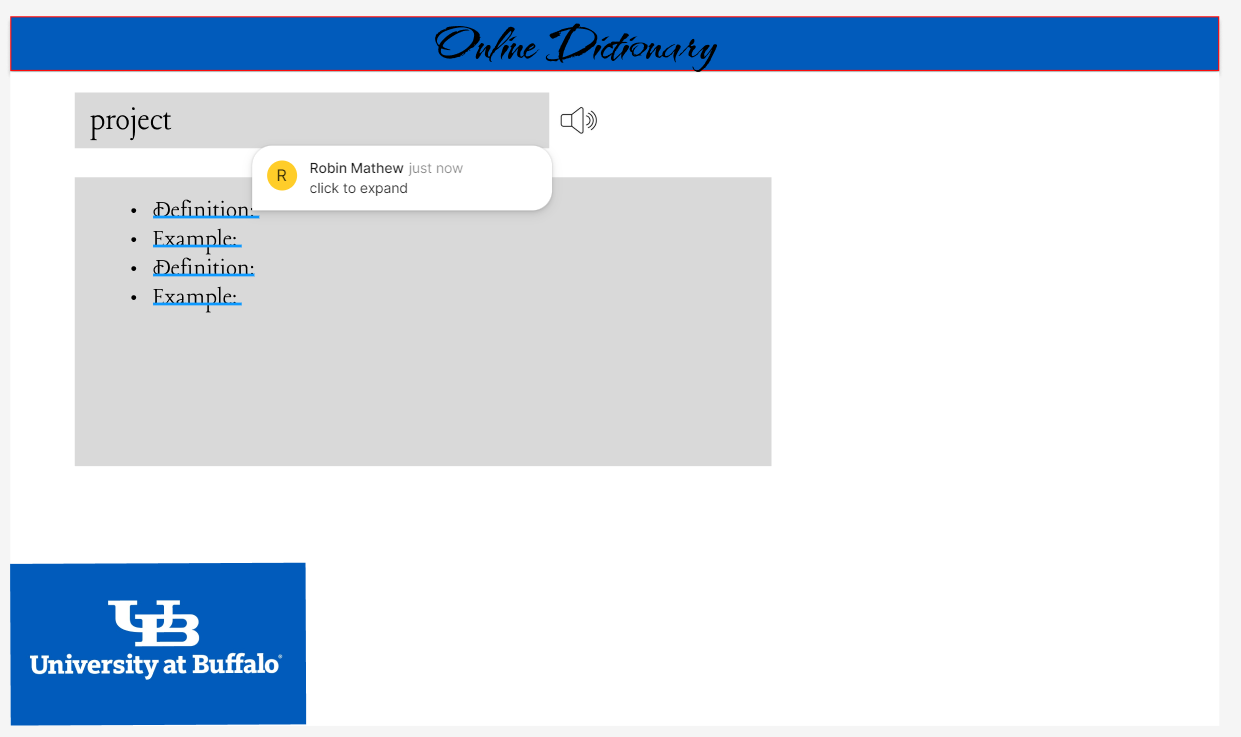 Online Dictionary
project
R
Robin Mathew just now
click to expand
• Definition:
• Example:
• Definition:
• Example:
UB
University at Buffalo